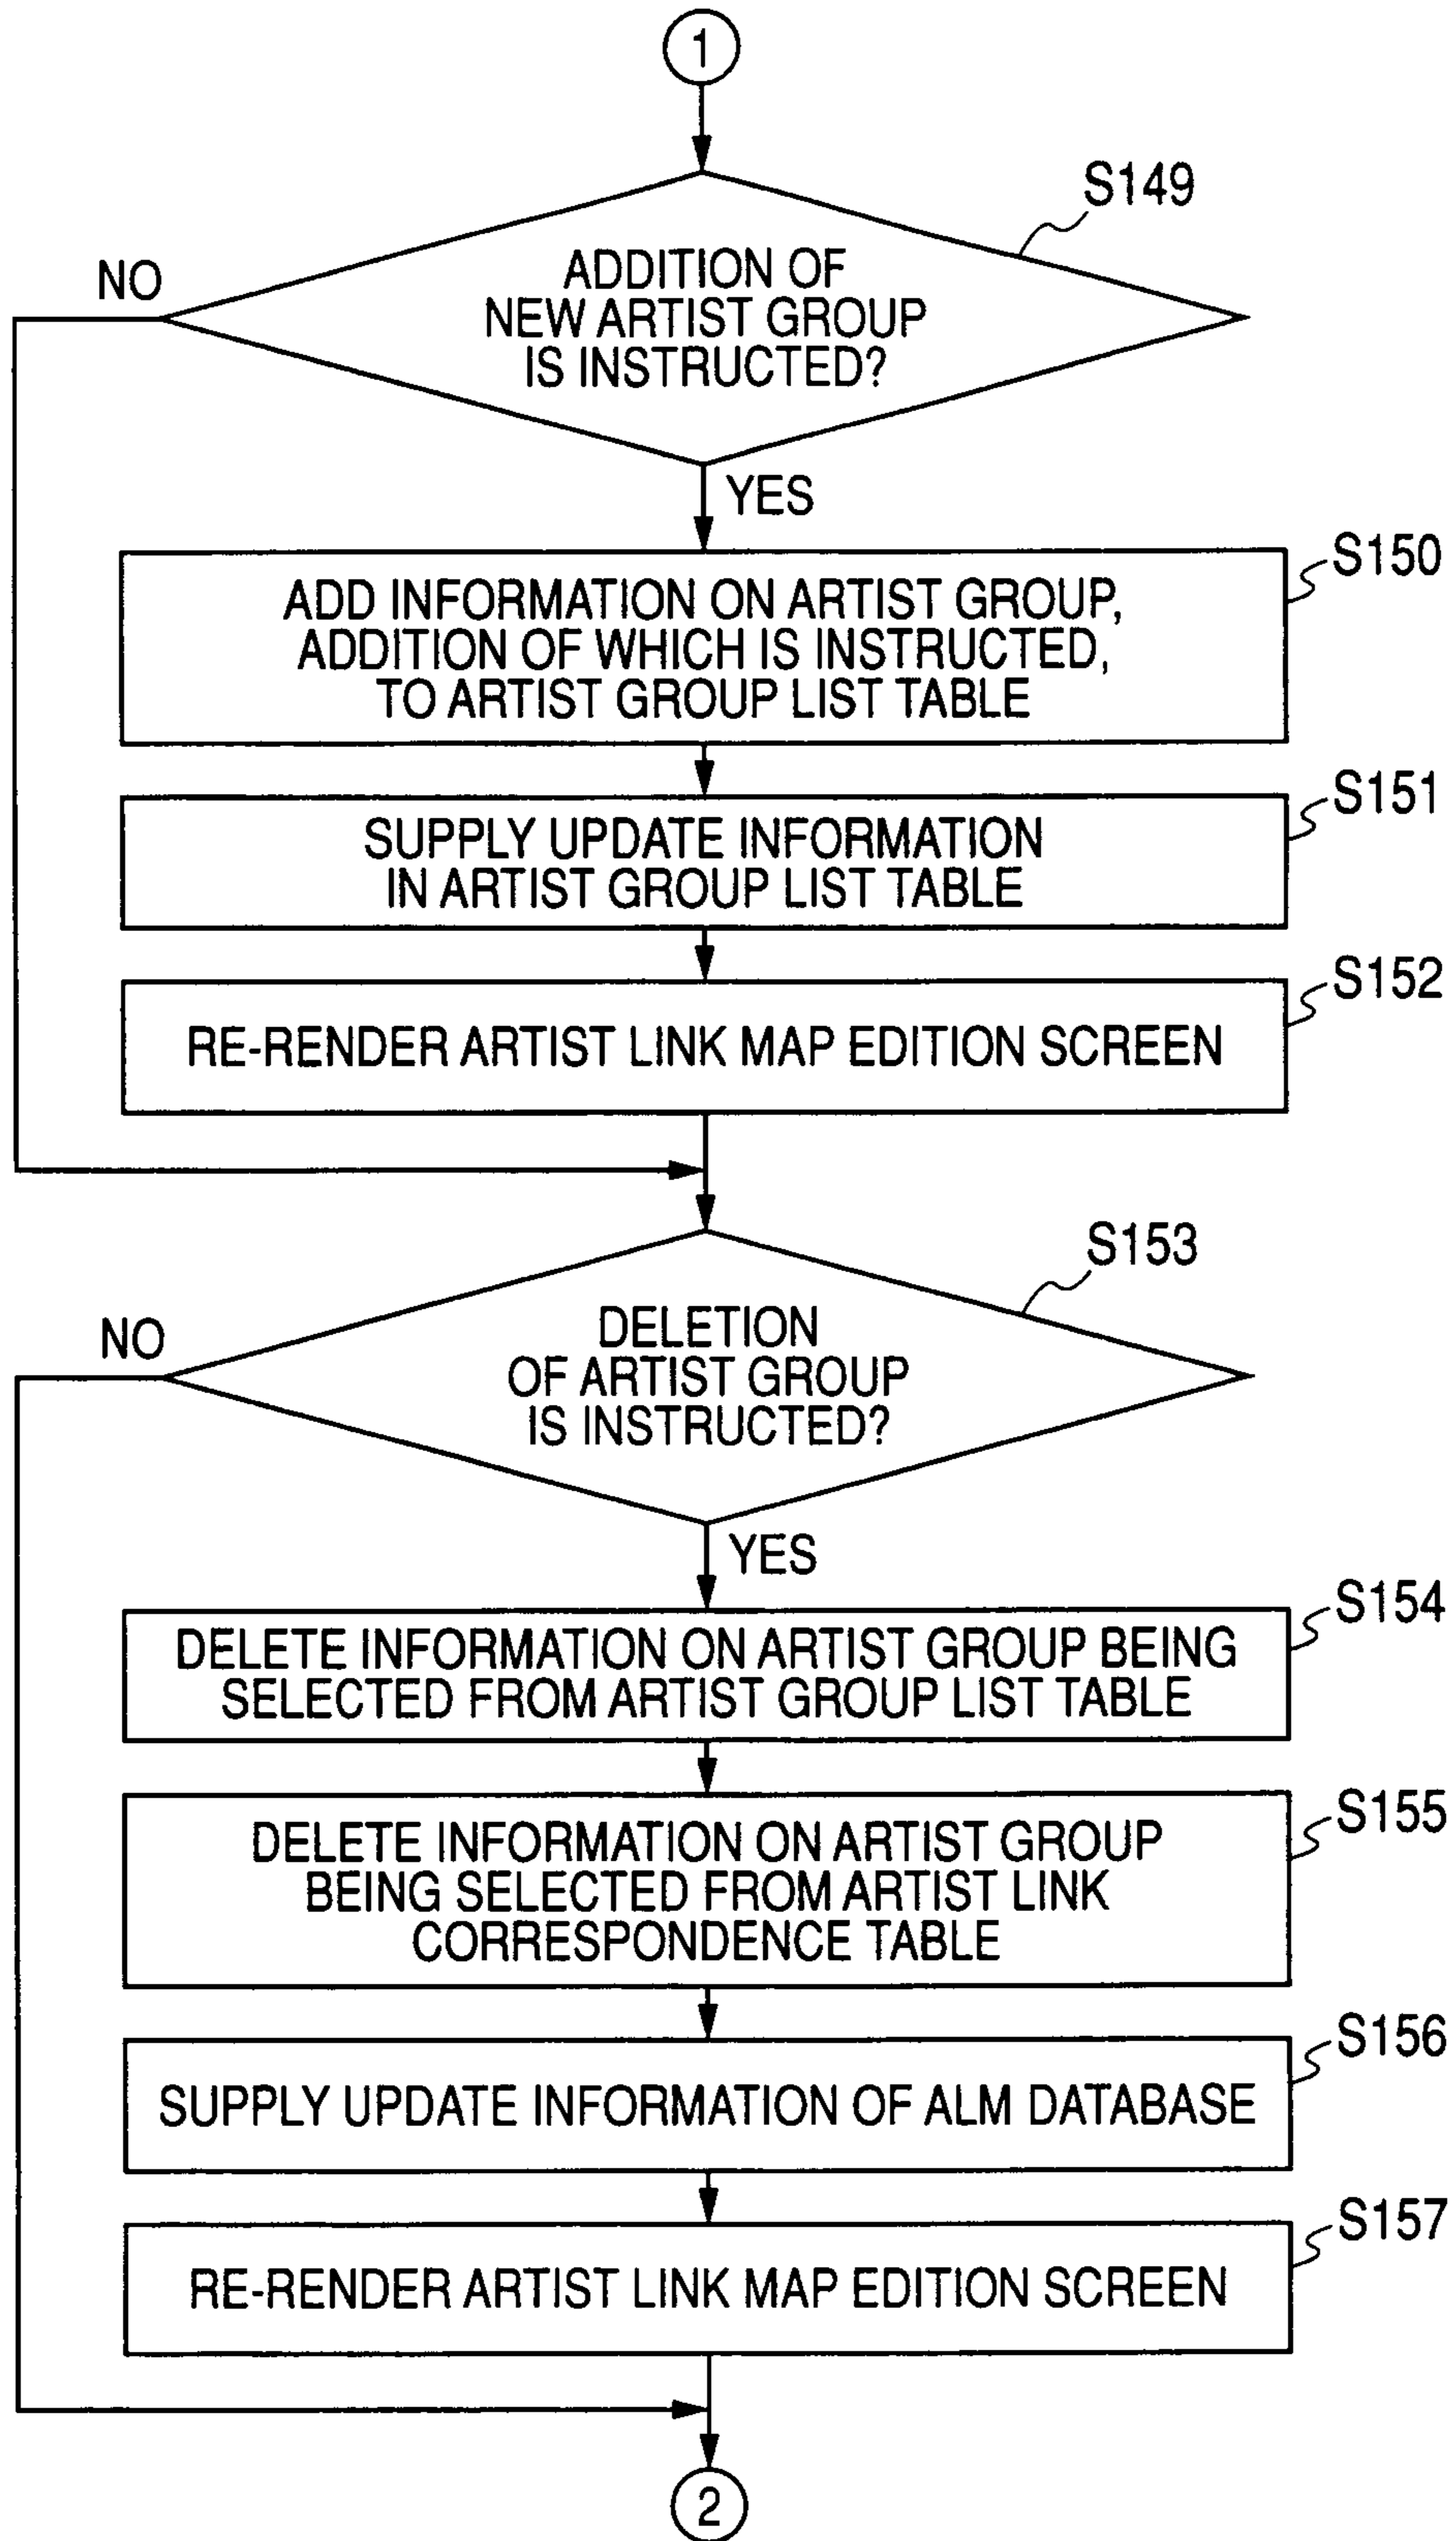 1
S149
NO
ADDITION OF
NEW ARTIST GROUP
IS INSTRUCTED?
YES
S150
ADD INFORMATION ON ARTIST GROUP,
ADDITION OF WHICH IS INSTRUCTED,
TO ARTIST GROUP LIST TABLE
S151
SUPPLY UPDATE INFORMATION
IN ARTIST GROUP LIST TABLE
S152
RE-RENDER ARTIST LINK MAP EDITION SCREEN
S153
NO
DELETION
OF ARTIST GROUP
IS INSTRUCTED?
YES
S154
DELETE INFORMATION ON ARTIST GROUP BEING
SELECTED FROM ARTIST GROUP LIST TABLE
S155
DELETE INFORMATION ON ARTIST GROUP
BEING SELECTED FROM ARTIST LINK
CORRESPONDENCE TABLE
S156
SUPPLY UPDATE INFORMATION OF ALM DATABASE
S157
RE-RENDER ARTIST LINK MAP EDITION SCREEN
2